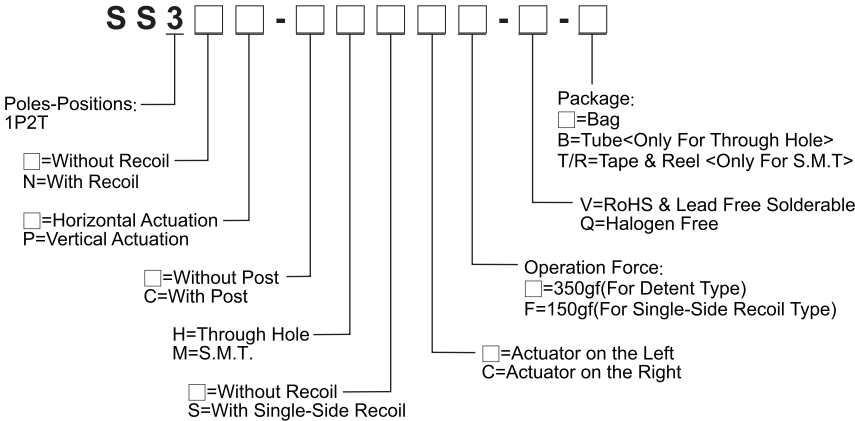 SS3□□-□□□□□-□-□
Poles-Positions:
1P2T
□=Without Recoil
N=With Recoil
□=Horizontal Actuation
P=Vertical Actuation
□=Without Post
C=With Post
H=Through Hole
M=S.M.T.
□=Without Recoil
S=With Single-Side Recoil
□=Actuator on the Left
C=Actuator on the Right
Operation Force:
□=350gf(For Detent Type)
F=150gf(For Single-Side Recoil Type)
V=RoHS & Lead Free Solderable
Q=Halogen Free
Package:
□=Bag
B=Tube<Only For Through Hole>
T/R=Tape & Reel <Only For S.M.T>